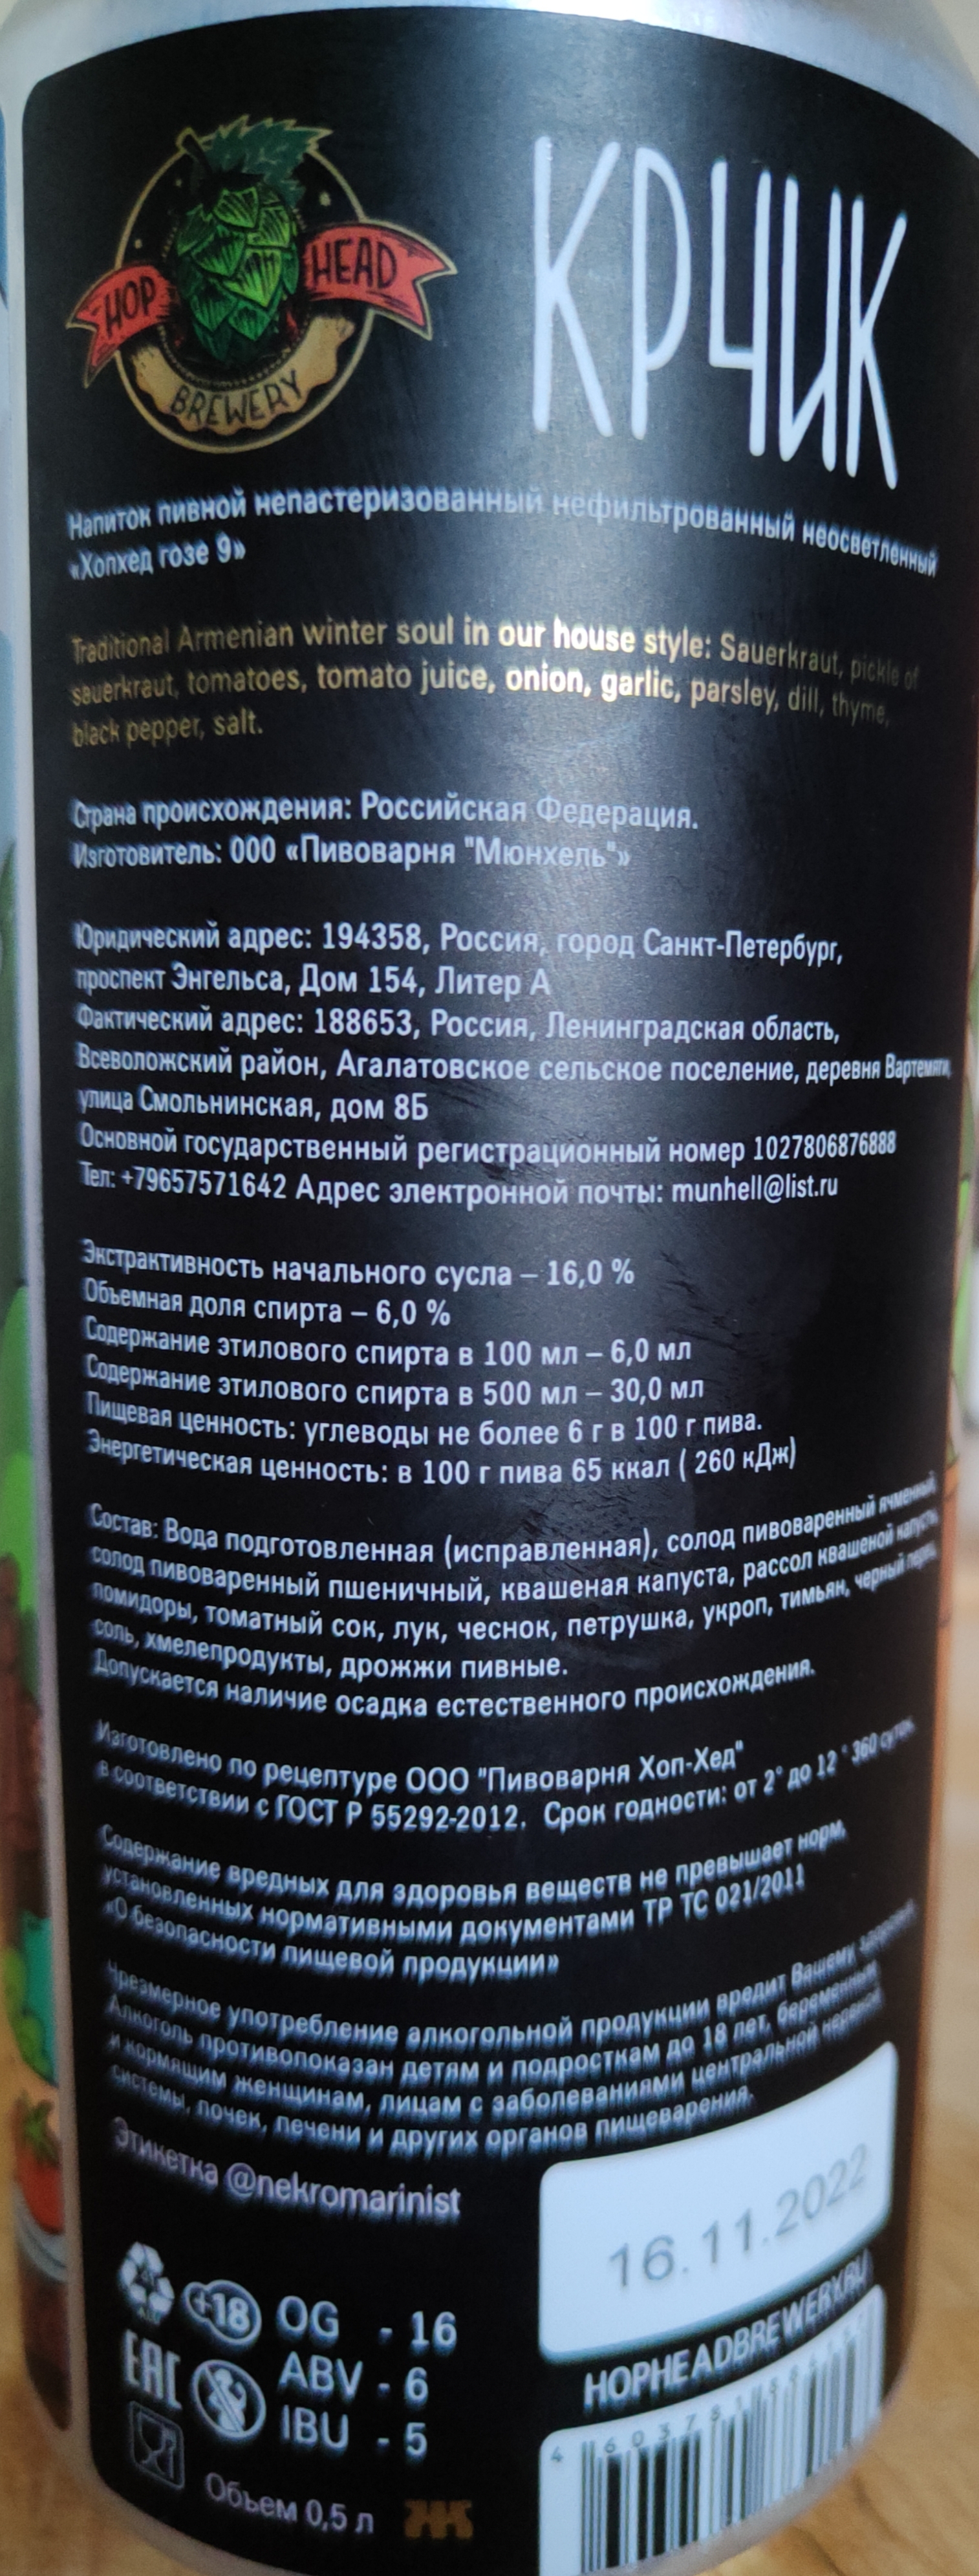 HOP HEAD
BREWERY
КРЧИК
Напиток пивной непастеризованный нефильтрованный неосветленный
«Хопхед гозе 9»
Traditional Armenian winter soul in our house style: Sauerkraut, pickle of
sauerkraut, tomatoes, tomato juice, onion, garlic, parsley, dill, thyme,
black pepper, salt.
Страна происхождения: Российская Федерация.
Изготовитель: ООО «Пивоварня "Мюнхель"»
Юридический адрес: 194358, Россия, город Санкт-Петербург,
проспект Энгельса, Дом 154, Литер А
Фактический адрес: 188653, Россия, Ленинградская область,
Всеволожский район, Агалатовское сельское поселение, деревня Вартемяги,
улица Смольнинская, дом 8Б
Основной государственный регистрационный номер 1027806876888
Тел: +79657571642 Адрес электронной почты: munhell@list.ru
Экстрактивность начального сусла – 16,0 %
Объемная доля спирта – 6,0 %
Содержание этилового спирта в 100 мл – 6,0 мл
Содержание этилового спирта в 500 мл – 30,0 мл
Пищевая ценность: углеводы не более 6 г в 100 г пива.
Энергетическая ценность: в 100 г пива 65 ккал ( 260 кДж)
Состав: Вода подготовленная (исправленная), солод пивоваренный ячменный,
солод пивоваренный пшеничный, квашеная капуста, рассол квашеной капусты,
помидоры, томатный сок, лук, чеснок, петрушка, укроп, тимьян, черный перец,
соль, хмелепродукты, дрожжи пивные.
Допускается наличие осадка естественного происхождения.
Изготовлено по рецептуре ООО "Пивоварня Хоп-Хед"
в соответствии с ГОСТ Р 55292-2012. Срок годности: от 2° до 12 ° 360 суток.
Содержание вредных для здоровья веществ не превышает норм,
установленных нормативными документами ТР ТС 021/2011
«О безопасности пищевой продукции»
Чрезмерное употребление алкогольной продукции вредит Вашему здоровью.
Алкоголь противопоказан детям и подросткам до 18 лет, беременным
и кормящим женщинам, лицам с заболеваниями центральной нервной
системы, почек, печени и других органов пищеварения.
Этикетка @nekromarinist
16.11.2022
HOPHEADBREWERY.RU
+18
EAC
OG - 16
ABV - 6
IBU - 5
Объем 0,5 л